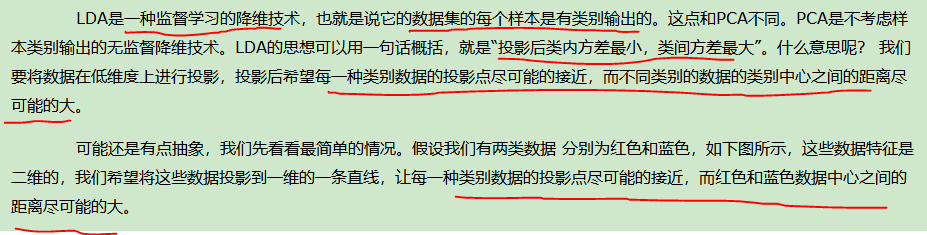 LDA是一种监督学习的降维技术，也就是说它的数据集的每个样本是有类别输出的。这点和PCA不同。PCA是不考虑样
本类别输出的无监督降维技术。LDA的思想可以用一句话概括，就是“投影后类内方差最小，类间方差最大”。什么意思呢？ 我们
要将数据在低维度上进行投影，投影后希望每一种类别数据的投影点尽可能的接近，而不同类别的数据的类别中心之间的距离尽
可能的大。
可能还是有点抽象，我们先看看最简单的情况。假设我们有两类数据 分别为红色和蓝色，如下图所示，这些数据特征是
二维的，我们希望将这些数据投影到一维的一条直线，让每一种类别数据的投影点尽可能的接近，而红色和蓝色数据中心之间的
距离尽可能的大。